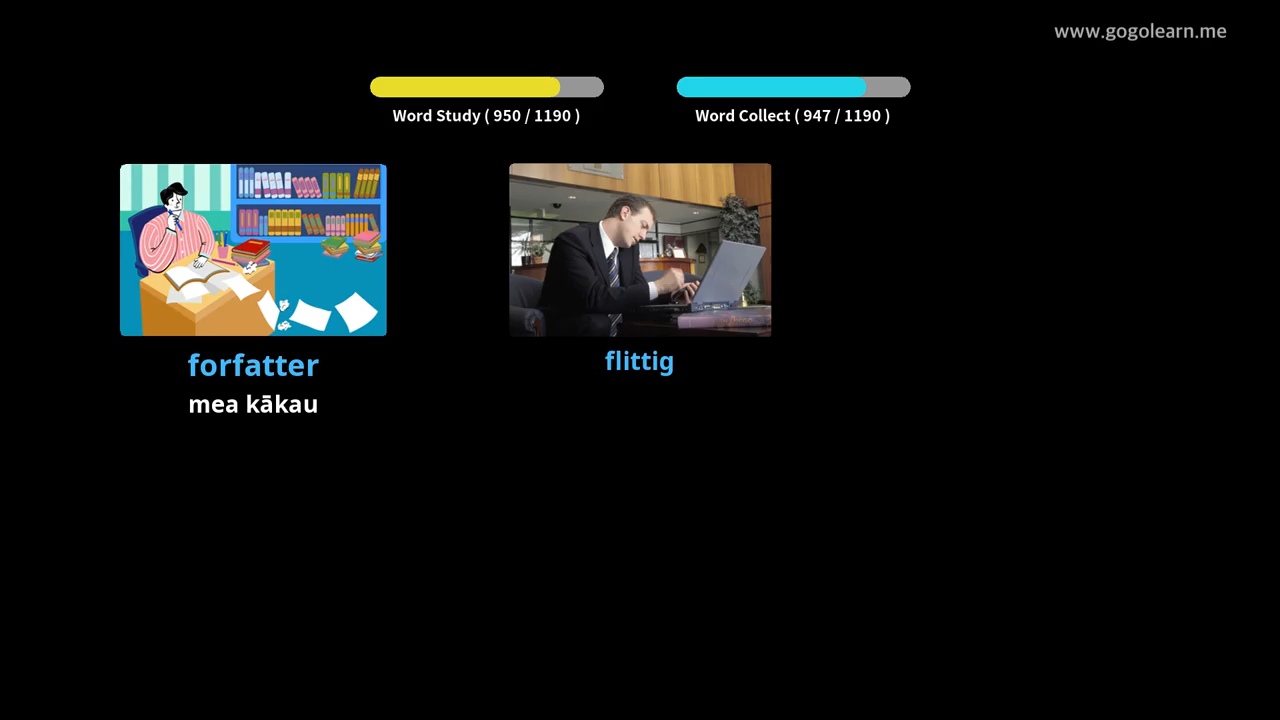 www.gogolearn.me
Word Study ( 950 / 1190 )
Word Collect ( 947 / 1190 )
forfatter
mea kākau
flittig